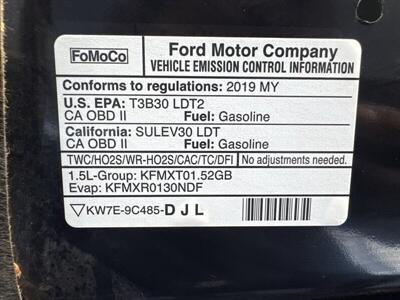 FoMoCo
Ford Motor Company
VEHICLE EMISSION CONTROL INFORMATION
Conforms to regulations: 2019 MY
U.S. EPA: T3B30 LDT2
CA OBD II Fuel: Gasoline
California: SULEV30 LDT
CA OBD II Fuel: Gasoline
TWC/HO2S/WR-HO2S/CAC/TC/DFI No adjustments needed.
1.5L-Group: KFMXT01.52GB
Evap: KFMXR0130NDF
▽KW7E-9C485-D J L